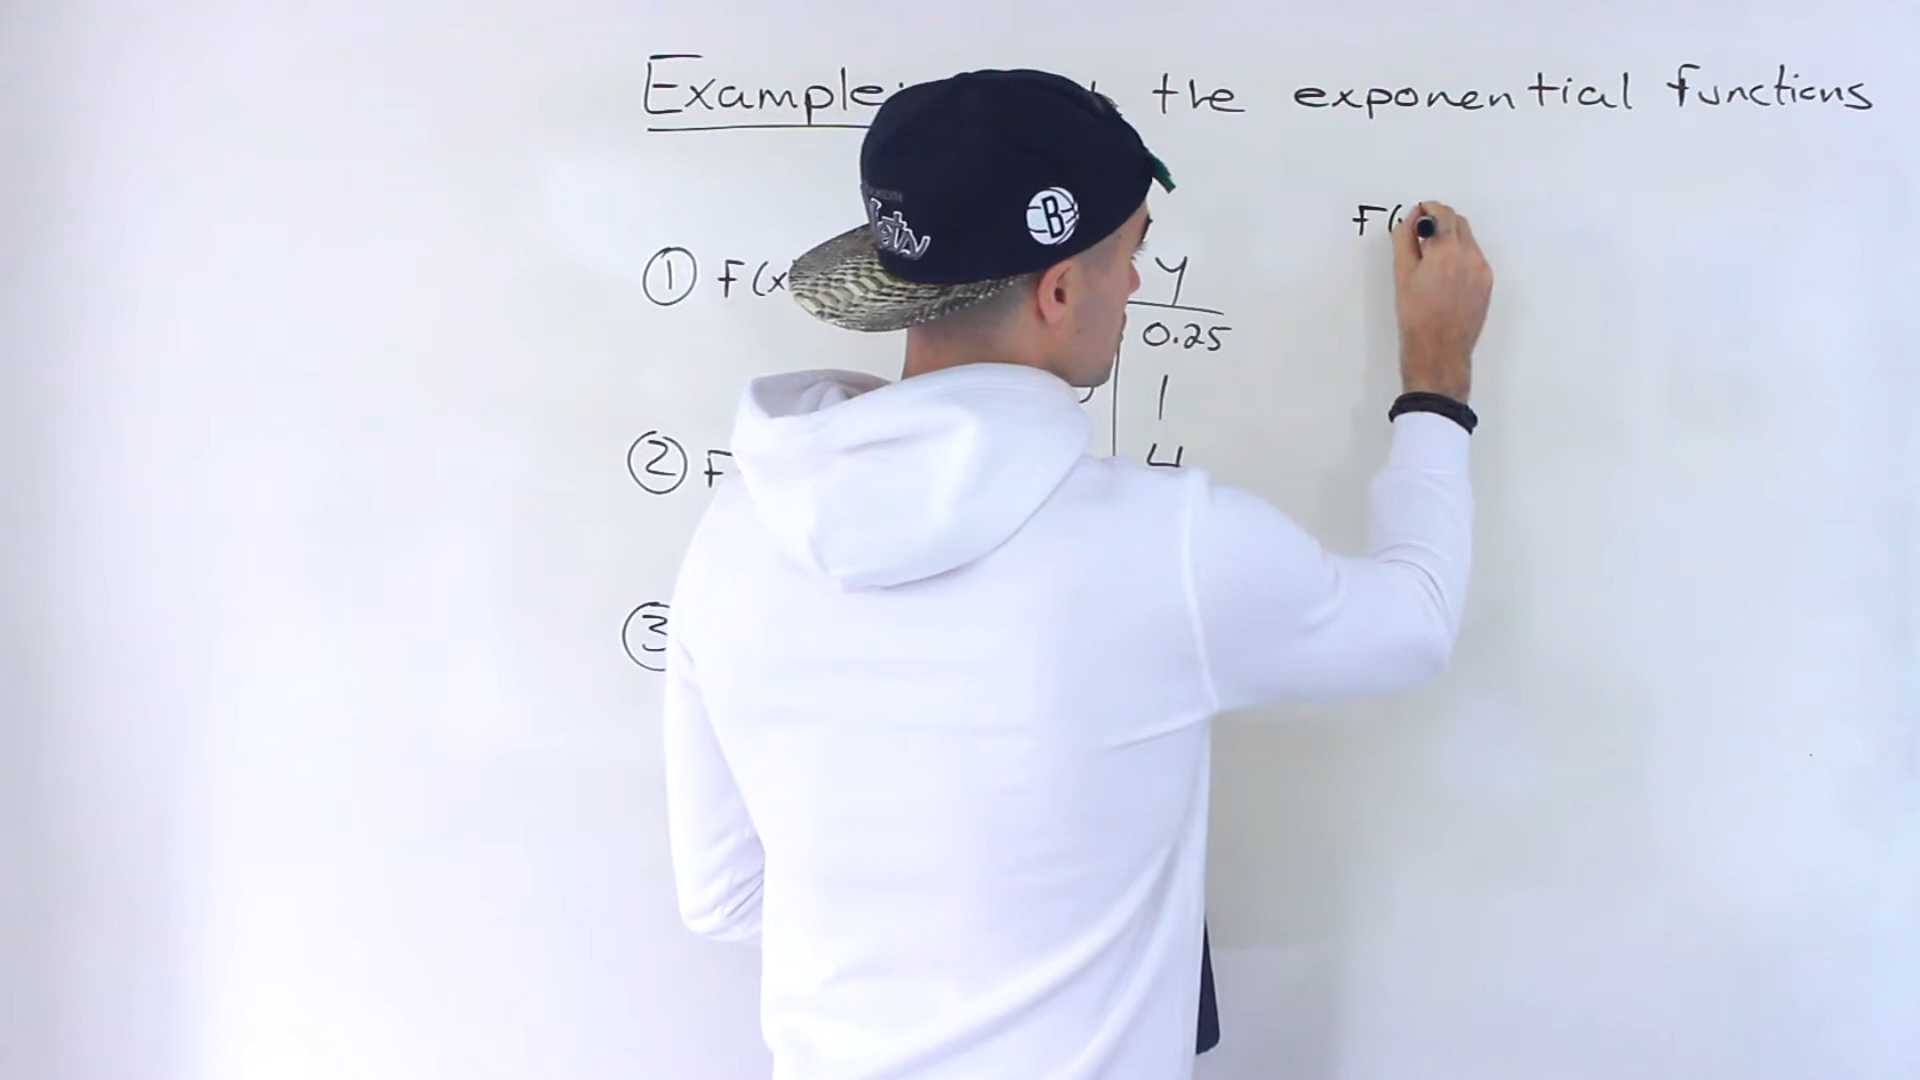 Example: the exponential functions
F(
① F(x y
0.25
1
② F 4
③
B